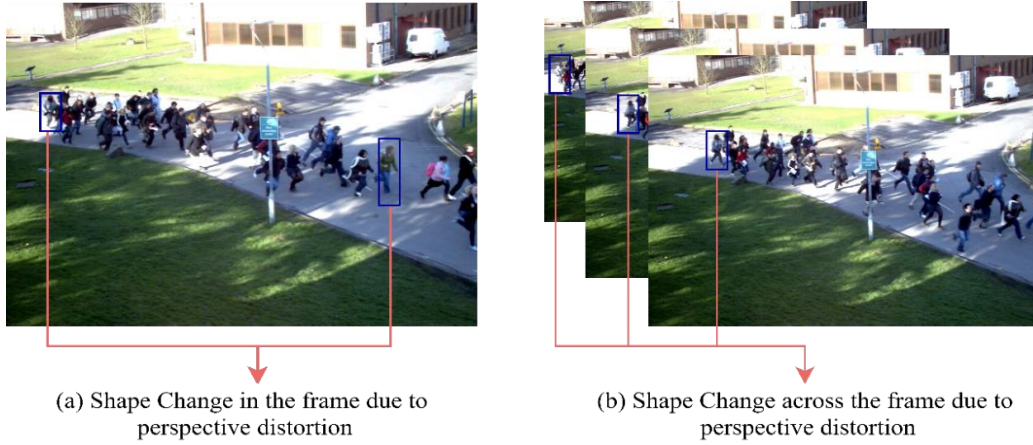 (a) Shape Change in the frame due to
perspective distortion
(b) Shape Change across the frame due to
perspective distortion